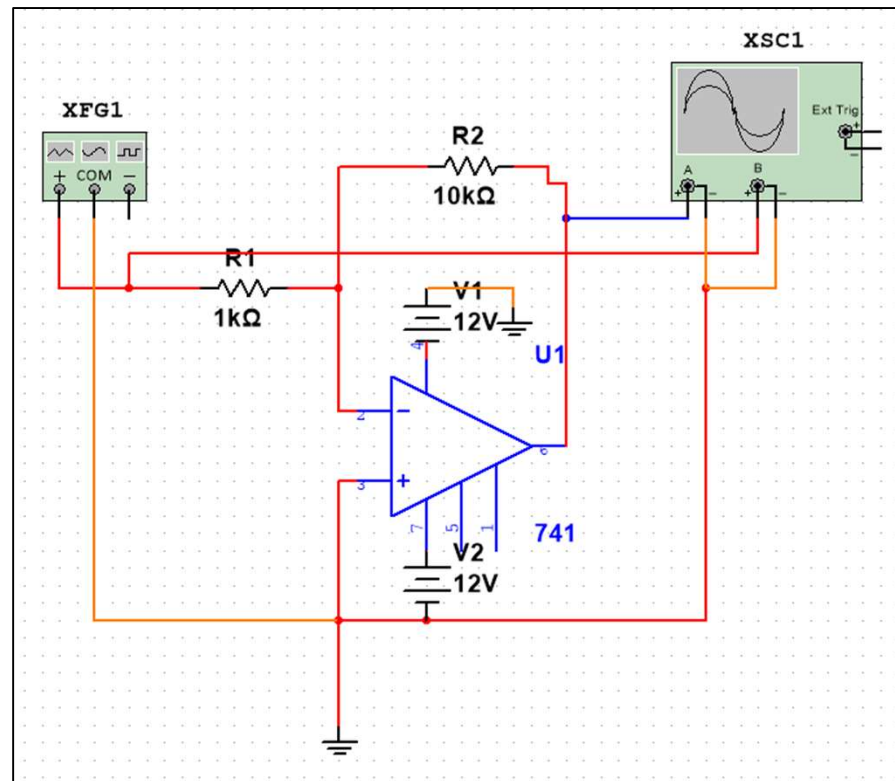 XSC1
Ext Trig
+
−
A
B
+
−
+
−
XFG1
+
COM
−
R2
10kΩ
R1
1kΩ
V1
12V
4
U1
2
−
6
3
+
7
5
1
741
V2
12V